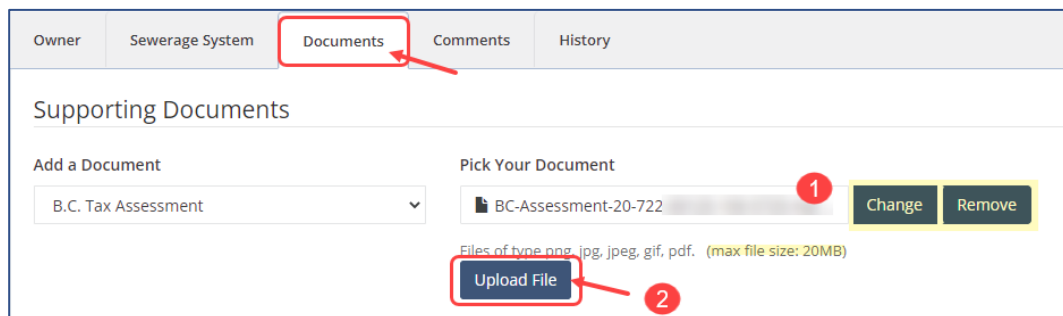 Owner Sewerage System Documents Comments History
Supporting Documents
Add a Document Pick Your Document
B.C. Tax Assessment BC-Assessment-20-722 1 Change Remove
Files of type png, jpg, jpeg, gif, pdf. (max file size: 20MB)
Upload File 2